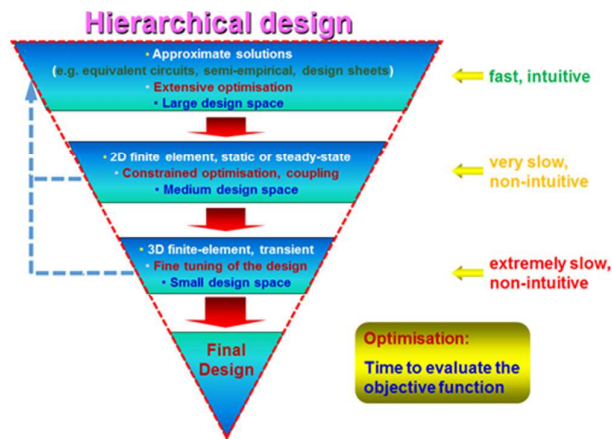 Hierarchical design
• Approximate solutions
(e.g. equivalent circuits, semi-empirical, design sheets)
• Extensive optimisation
• Large design space
fast, intuitive
• 2D finite element, static or steady-state
• Constrained optimisation, coupling
• Medium design space
very slow,
non-intuitive
• 3D finite-element, transient
• Fine tuning of the design
• Small design space
extremely slow,
non-intuitive
Final
Design
Optimisation:
Time to evaluate the
objective function